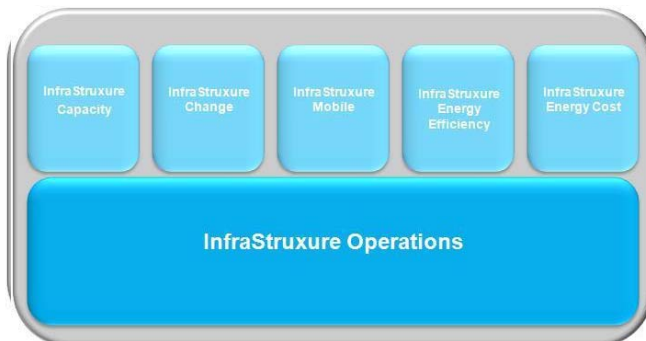 InfraStruxure
Capacity
InfraStruxure
Change
InfraStruxure
Mobile
InfraStruxure
Energy
Efficiency
InfraStruxure
Energy Cost
InfraStruxure Operations